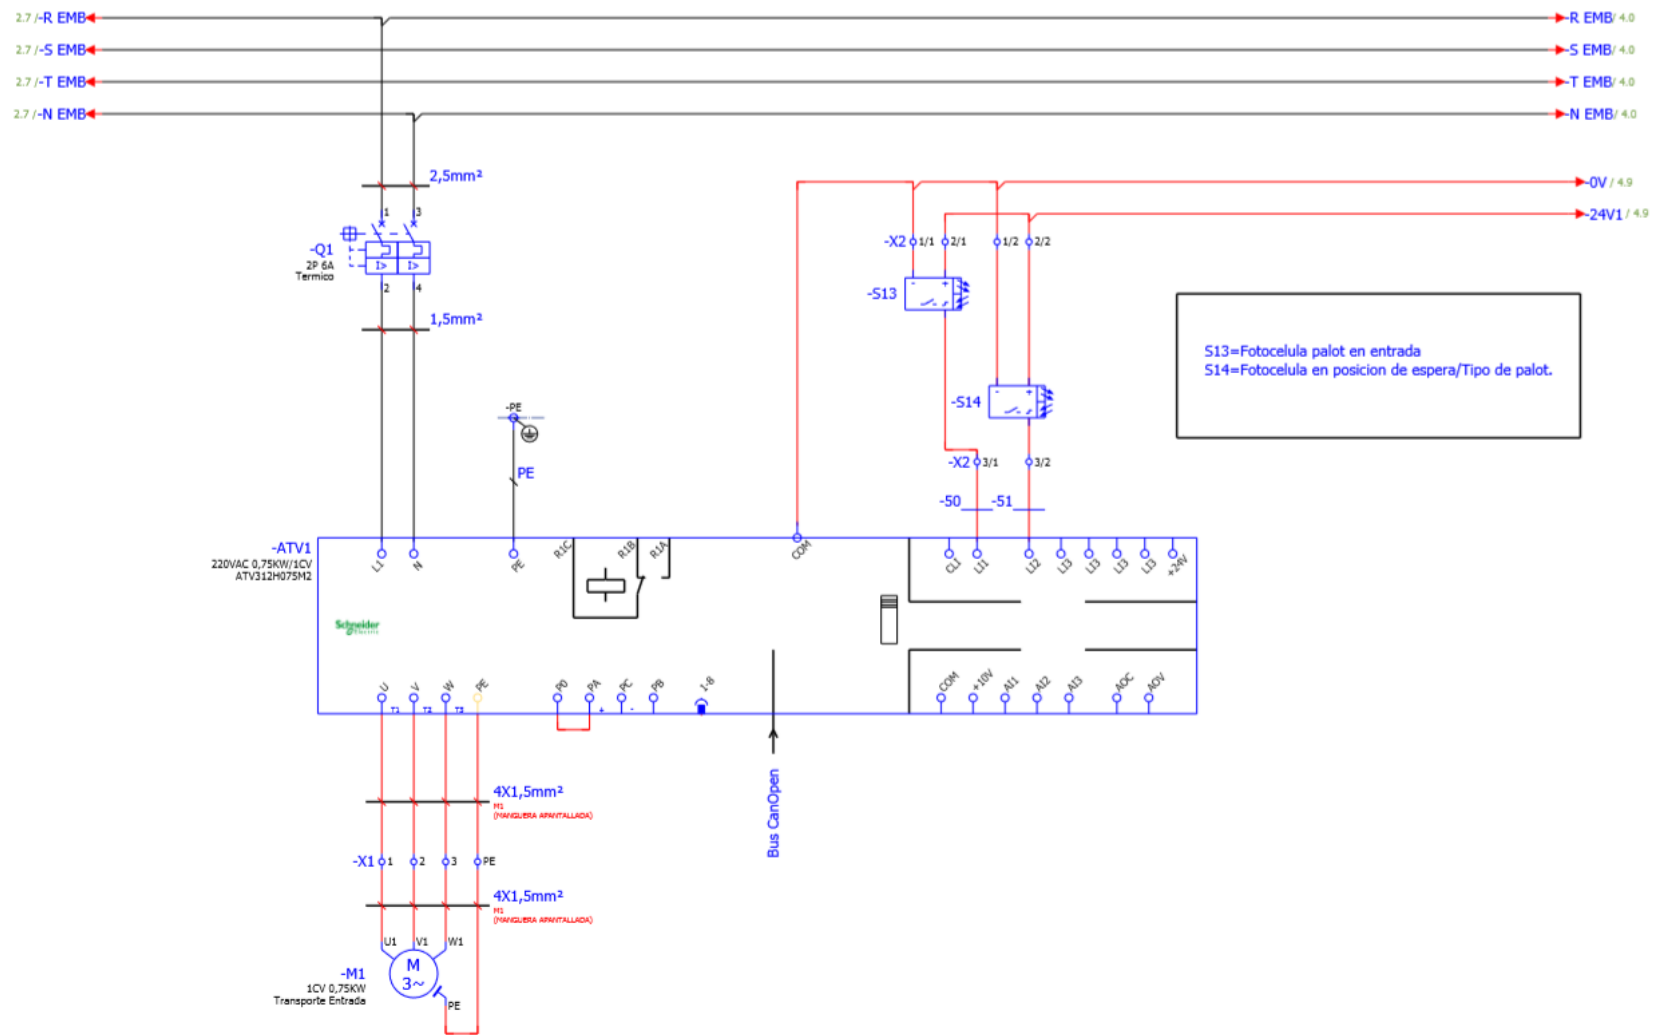 2.7 /-R EMB
-R EMB/ 4.0
2.7 /-S EMB
-S EMB/ 4.0
2.7 /-T EMB
-T EMB/ 4.0
2.7 /-N EMB
-N EMB/ 4.0
2,5mm²
-0V / 4.9
-24V1 / 4.9
1
3
-Q1
2P 6A
Termico
I>
I>
2
4
1,5mm²
-X2
1/1
2/1
1/2
2/2
-S13
-
+
S13=Fotocelula palot en entrada
S14=Fotocelula en posicion de espera/Tipo de palot.
-S14
-
+
-PE
PE
-X2
3/1
3/2
-50
-51
-ATV1
220VAC 0,75KW/1CV
ATV312H075M2
L1
N
PE
R1C
R1B
R1A
COM
CLI
LI1
LI2
LI3
LI3
LI3
LI3
+24V
Schneider
Electric
U
V
W
PE
T1
T2
T3
P0
PA
PC
PB
+
-
1-8
COM
+10V
AI1
AI2
AI3
AOC
AOV
Bus CanOpen
4X1,5mm²
M1
(MANGUERA APANTALLADA)
-X1
1
2
3
PE
4X1,5mm²
M1
(MANGUERA APANTALLADA)
U1
V1
W1
M
3~
-M1
1CV 0,75KW
Transporte Entrada
PE